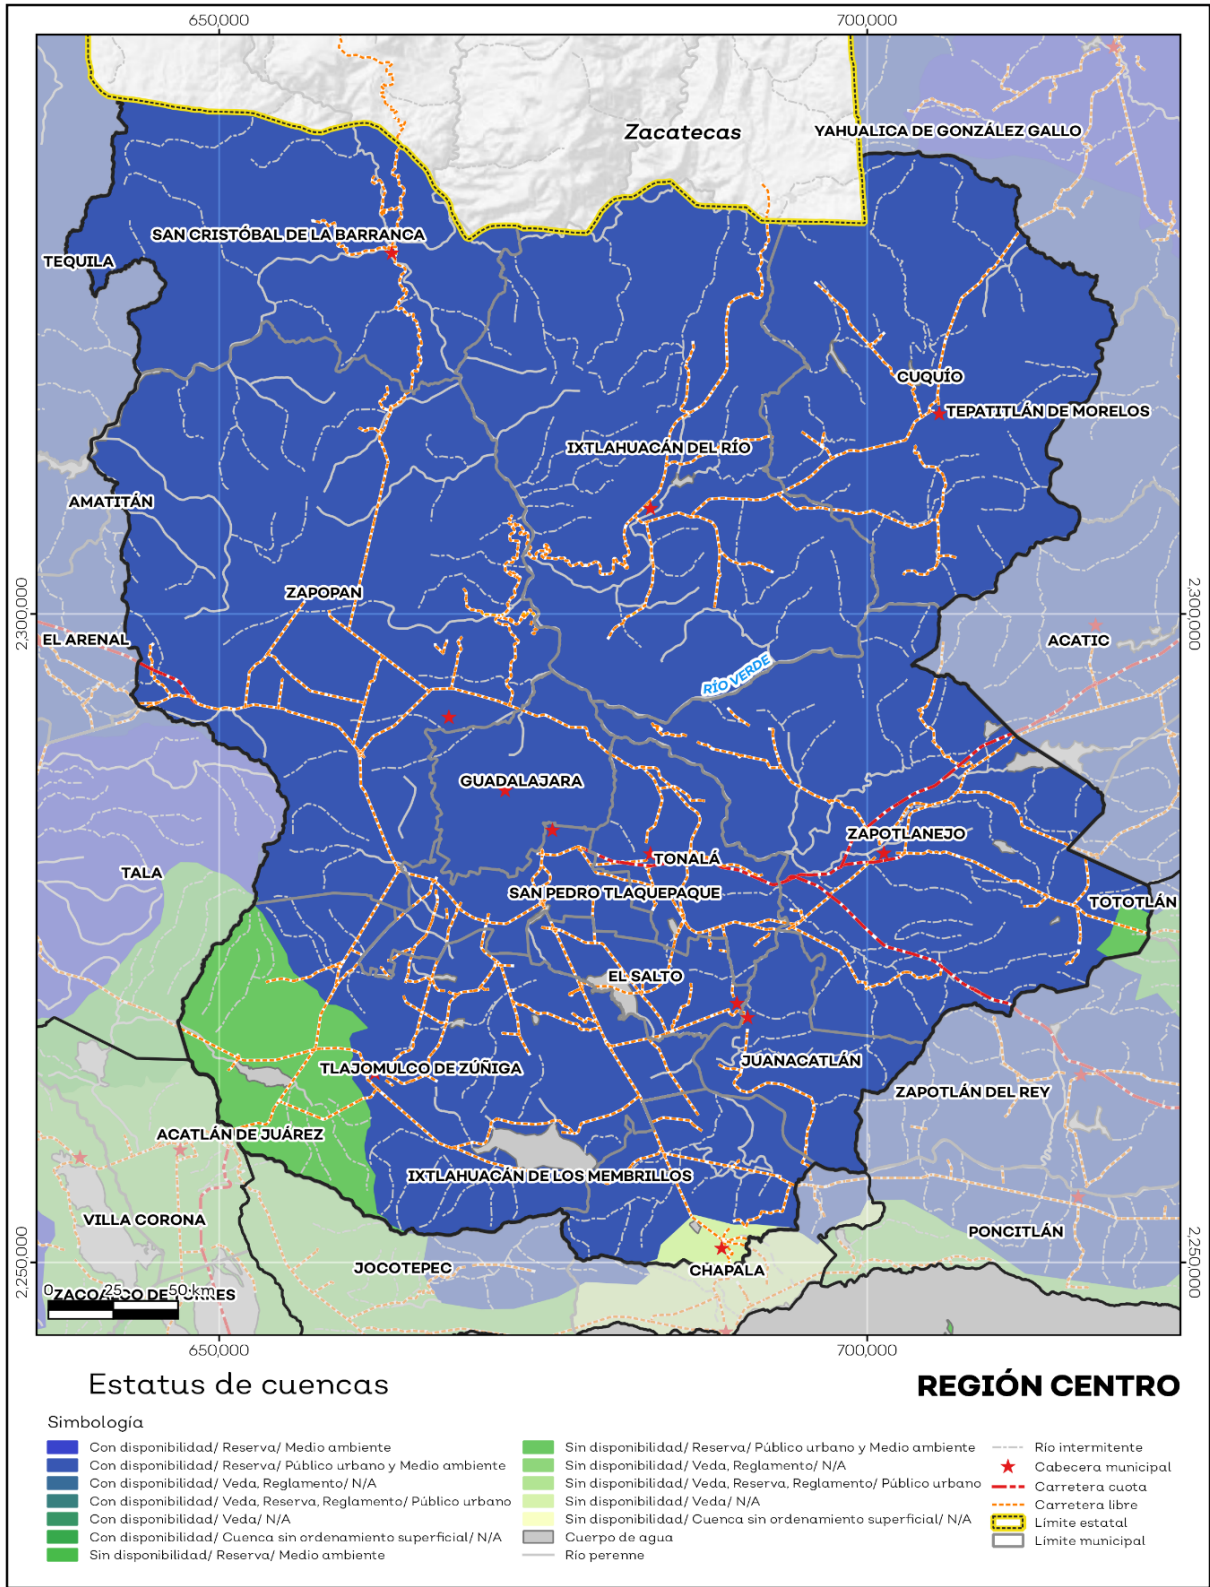 650,000
700,000
Zacatecas
YAHUALICA DE GONZÁLEZ GALLO
SAN CRISTÓBAL DE LA BARRANCA
TEQUILA
CUQUÍO
TEPATITLÁN DE MORELOS
IXTLAHUACÁN DEL RÍO
AMATITÁN
ZAPOPAN
2,300,000
2,300,000
EL ARENAL
ACATIC
RÍO VERDE
GUADALAJARA
ZAPOTLANEJO
TONALÁ
TALA
SAN PEDRO TLAQUEPAQUE
TOTOTLÁN
EL SALTO
JUANACATLÁN
TLAJOMULCO DE ZÚÑIGA
ZAPOTLÁN DEL REY
ACATLÁN DE JUÁREZ
IXTLAHUACÁN DE LOS MEMBRILLOS
VILLA CORONA
PONCITLÁN
2,250,000
2,250,000
JOCOTEPEC
CHAPALA
0 25 50 km
ZACOALCO DE TORRES
650,000
700,000
Estatus de cuencas
REGIÓN CENTRO
Simbología
Con disponibilidad/ Reserva/ Medio ambiente
Con disponibilidad/ Reserva/ Público urbano y Medio ambiente
Con disponibilidad/ Veda, Reglamento/ N/A
Con disponibilidad/ Veda, Reserva, Reglamento/ Público urbano
Con disponibilidad/ Veda/ N/A
Con disponibilidad/ Cuenca sin ordenamiento superficial/ N/A
Sin disponibilidad/ Reserva/ Medio ambiente
Sin disponibilidad/ Reserva/ Público urbano y Medio ambiente
Sin disponibilidad/ Veda, Reglamento/ N/A
Sin disponibilidad/ Veda, Reserva, Reglamento/ Público urbano
Sin disponibilidad/ Veda/ N/A
Sin disponibilidad/ Cuenca sin ordenamiento superficial/ N/A
Cuerpo de agua
Río perenne
Río intermitente
Cabecera municipal
Carretera cuota
Carretera libre
Límite estatal
Límite municipal